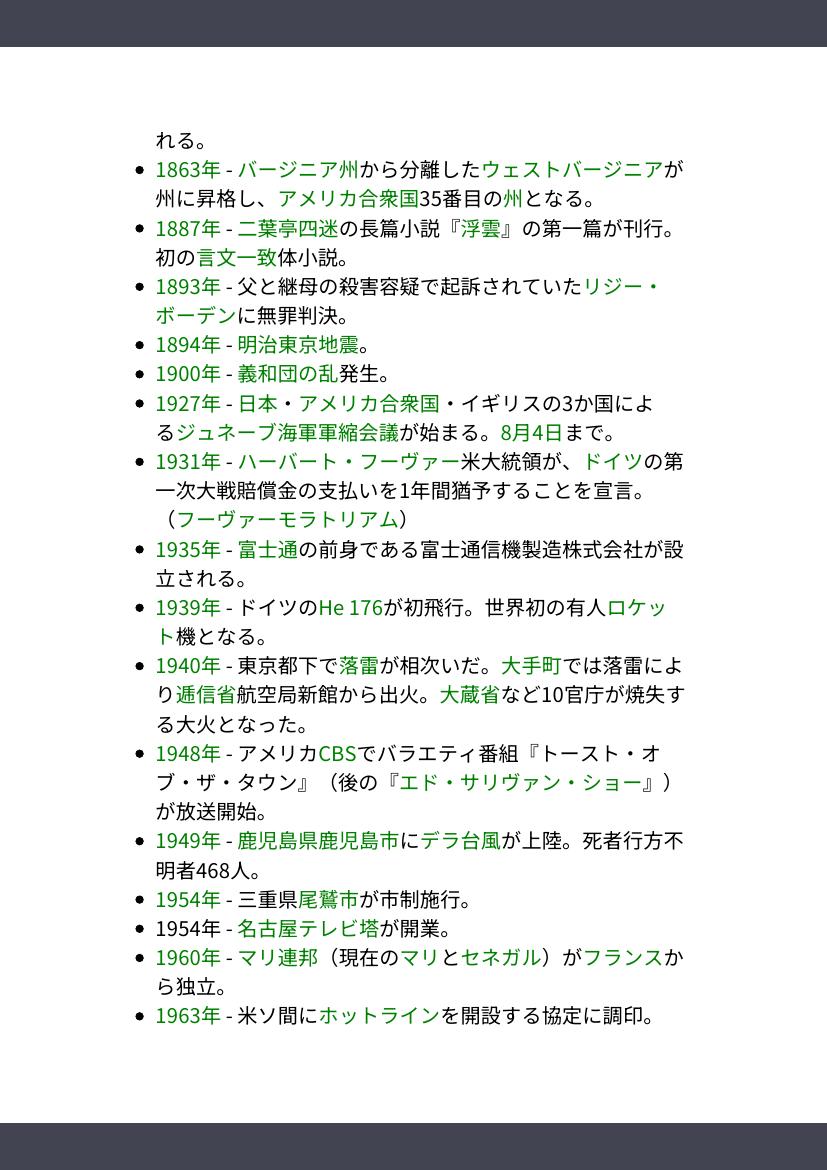 れる。
1863年 - バージニア州から分離したウェストバージニアが
州に昇格し、アメリカ合衆国35番目の州となる。
1887年 - 二葉亭四迷の長篇小説『浮雲』の第一篇が刊行。
初の言文一致体小説。
1893年 - 父と継母の殺害容疑で起訴されていたリジー・
ボーデンに無罪判決。
1894年 - 明治東京地震。
1900年 - 義和団の乱発生。
1927年 - 日本・アメリカ合衆国・イギリスの3か国によ
るジュネーブ海軍軍縮会議が始まる。8月4日まで。
1931年 - ハーバート・フーヴァー米大統領が、ドイツの第
一次大戦賠償金の支払いを1年間猶予することを宣言。
（フーヴァーモラトリアム）
1935年 - 富士通の前身である富士通信機製造株式会社が設
立される。
1939年 - ドイツのHe 176が初飛行。世界初の有人ロケッ
ト機となる。
1940年 - 東京都下で落雷が相次いだ。大手町では落雷によ
り逓信省航空局新館から出火。大蔵省など10官庁が焼失す
る大火となった。
1948年 - アメリカCBSでバラエティ番組『トースト・オ
ブ・ザ・タウン』（後の『エド・サリヴァン・ショー』）
が放送開始。
1949年 - 鹿児島県鹿児島市にデラ台風が上陸。死者行方不
明者468人。
1954年 - 三重県尾鷲市が市制施行。
1954年 - 名古屋テレビ塔が開業。
1960年 - マリ連邦（現在のマリとセネガル）がフランスか
ら独立。
1963年 - 米ソ間にホットラインを開設する協定に調印。